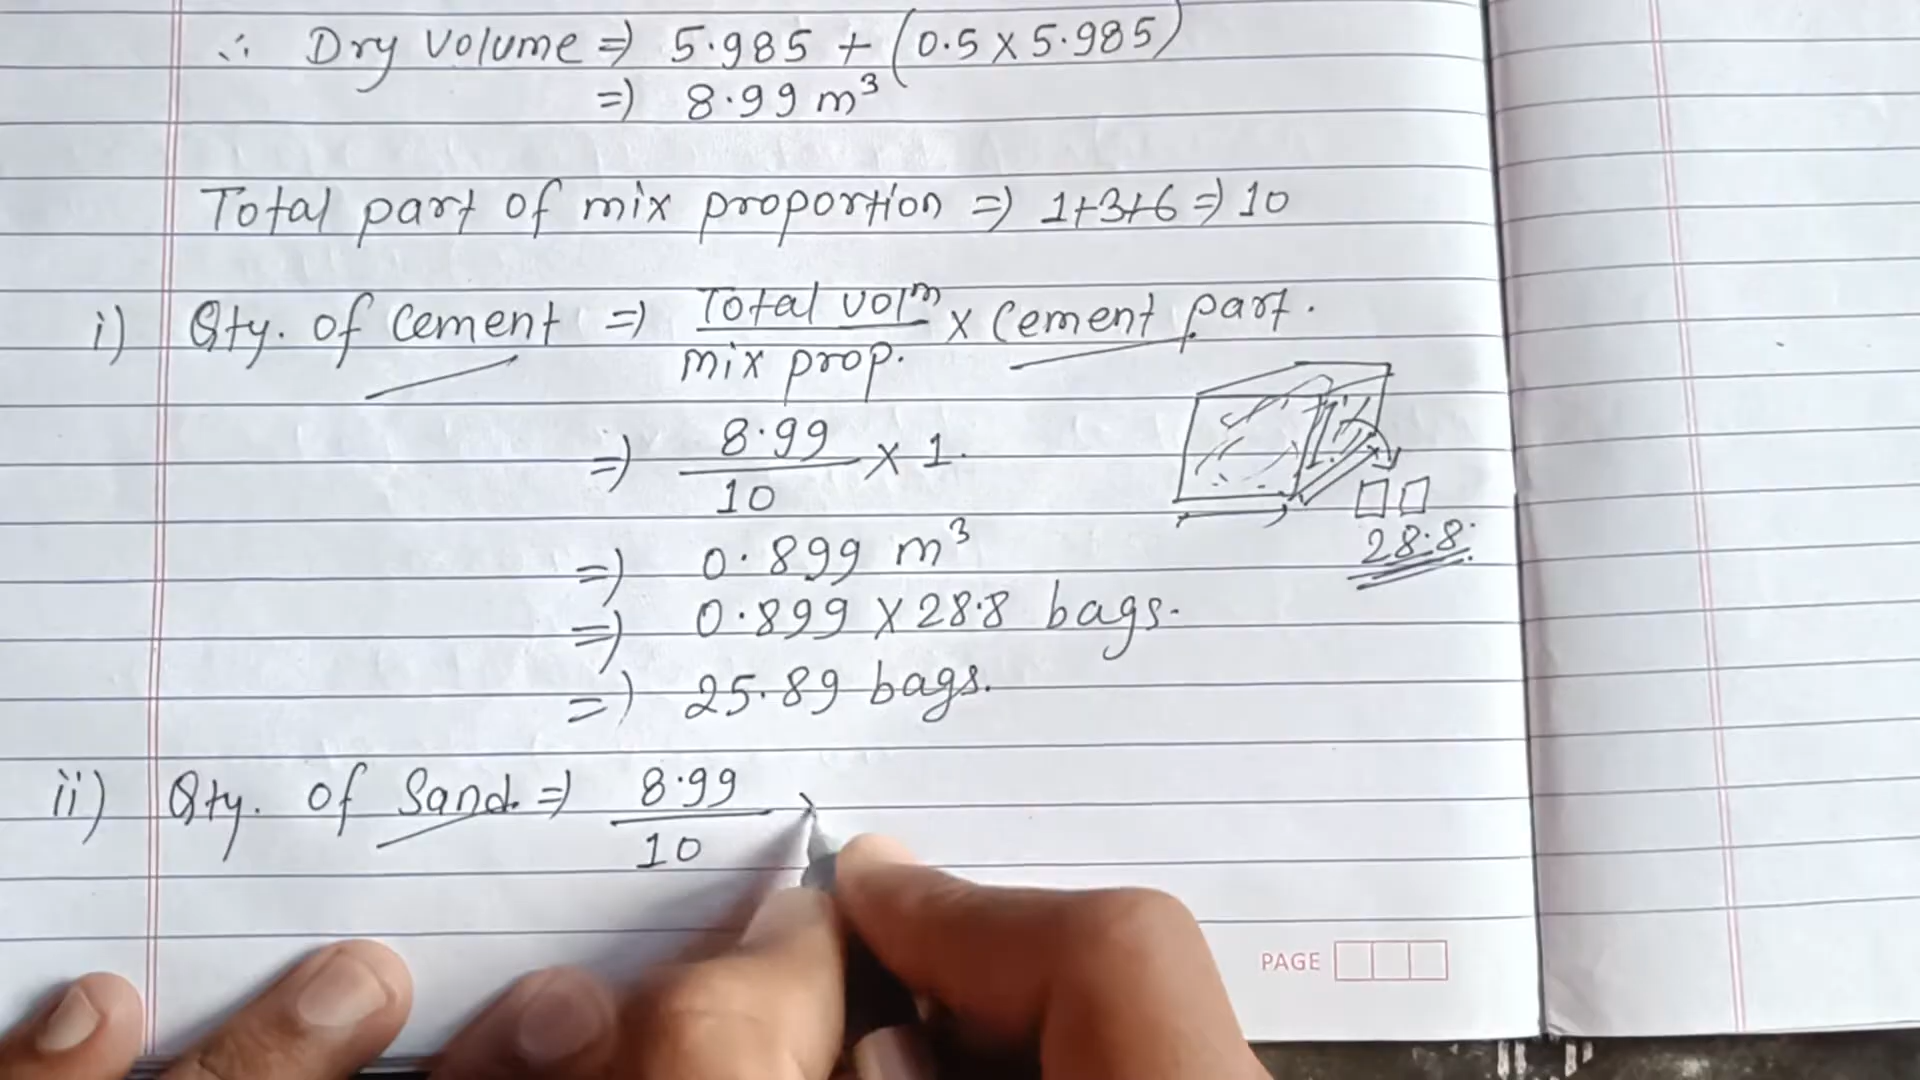 ∴ Dry Volume ⇒ 5.985 + (0.5 × 5.985)
⇒ 8.99 m³
Total part of mix proportion ⇒ 1+3+6 ⇒ 10
i) Qty. of Cement ⇒ Total volᵐ / mix prop. × Cement part.
⇒ 8.99 / 10 × 1.
⇒ 0.899 m³
28.8.
⇒ 0.899 × 28.8 bags.
⇒ 25.89 bags.
ii) Qty. of Sand. ⇒ 8.99 / 10
PAGE